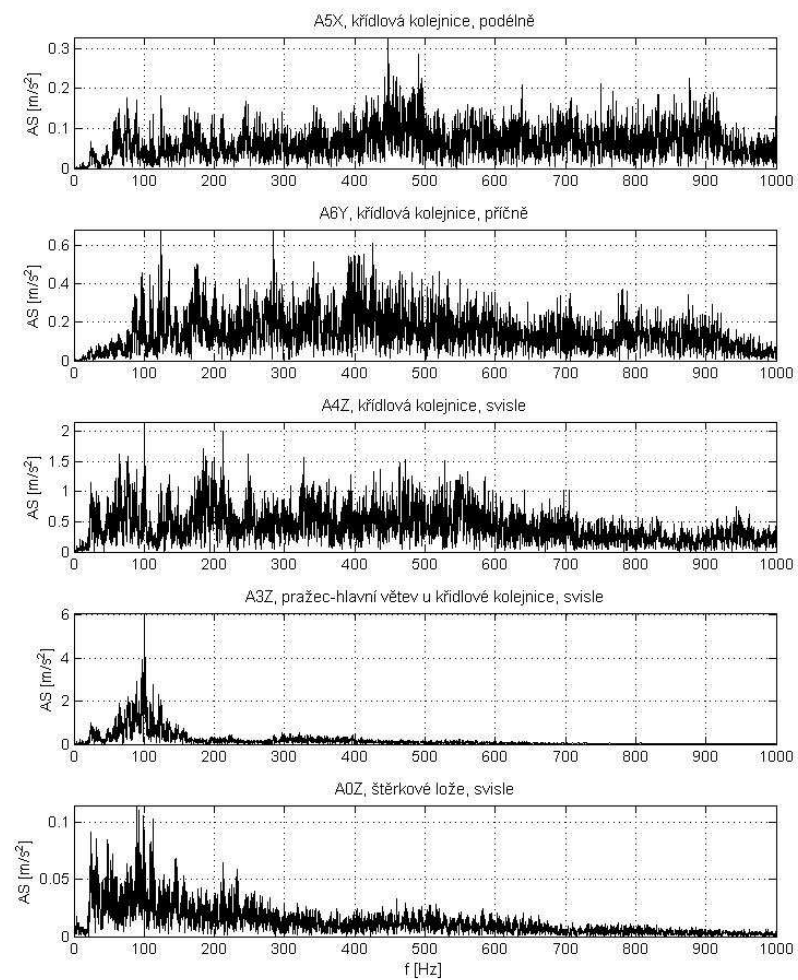 A5X, křídlová kolejnice, podélně
AS [m/s²]
0.3
0.2
0.1
0
0 100 200 300 400 500 600 700 800 900 1000
A6Y, křídlová kolejnice, příčně
AS [m/s²]
0.6
0.4
0.2
0
0 100 200 300 400 500 600 700 800 900 1000
A4Z, křídlová kolejnice, svisle
AS [m/s²]
2
1.5
1
0.5
0
0 100 200 300 400 500 600 700 800 900 1000
A3Z, pražec-hlavní větev u křídlové kolejnice, svisle
AS [m/s²]
6
4
2
0
0 100 200 300 400 500 600 700 800 900 1000
A0Z, štěrkové lože, svisle
AS [m/s²]
0.1
0.05
0
0 100 200 300 400 500 600 700 800 900 1000
f [Hz]